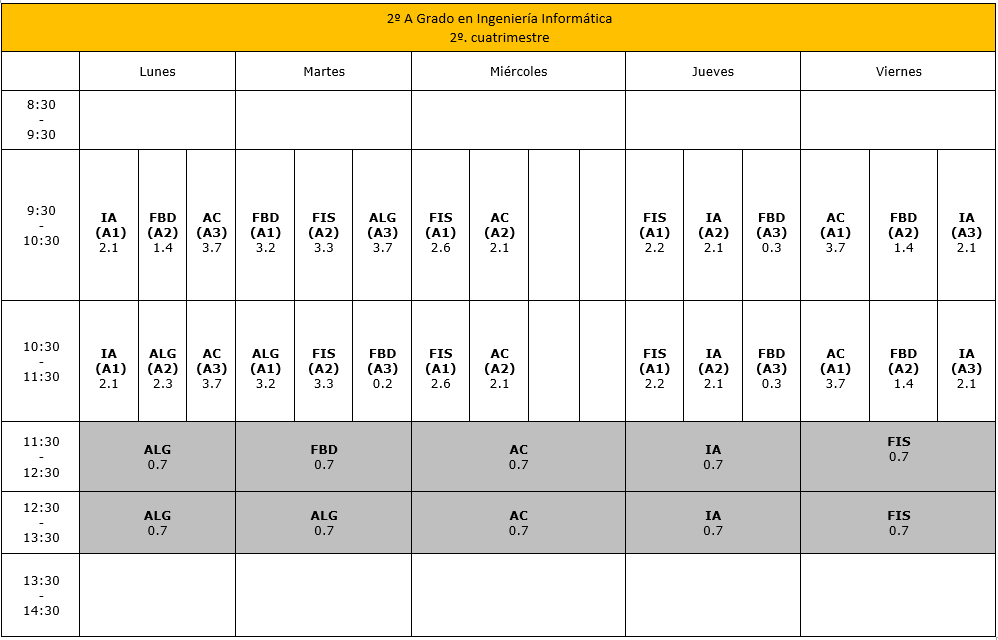 2º A Grado en Ingeniería Informática
2º. cuatrimestre
Lunes Martes Miércoles Jueves Viernes
8:30
-
9:30
9:30
-
10:30
IA FBD AC FBD FIS ALG FIS AC FIS IA FBD AC FBD IA
(A1) (A2) (A3) (A1) (A2) (A3) (A1) (A2) (A1) (A2) (A3) (A1) (A2) (A3)
2.1 1.4 3.7 3.2 3.3 3.7 2.6 2.1 2.2 2.1 0.3 3.7 1.4 2.1
10:30
-
11:30
IA ALG AC ALG FIS FBD FIS AC FIS IA FBD AC FBD IA
(A1) (A2) (A3) (A1) (A2) (A3) (A1) (A2) (A1) (A2) (A3) (A1) (A2) (A3)
2.1 2.3 3.7 3.2 3.3 0.2 2.6 2.1 2.2 2.1 0.3 3.7 1.4 2.1
11:30
-
12:30
ALG FBD AC IA FIS
0.7 0.7 0.7 0.7 0.7
12:30
-
13:30
ALG ALG AC IA FIS
0.7 0.7 0.7 0.7 0.7
13:30
-
14:30